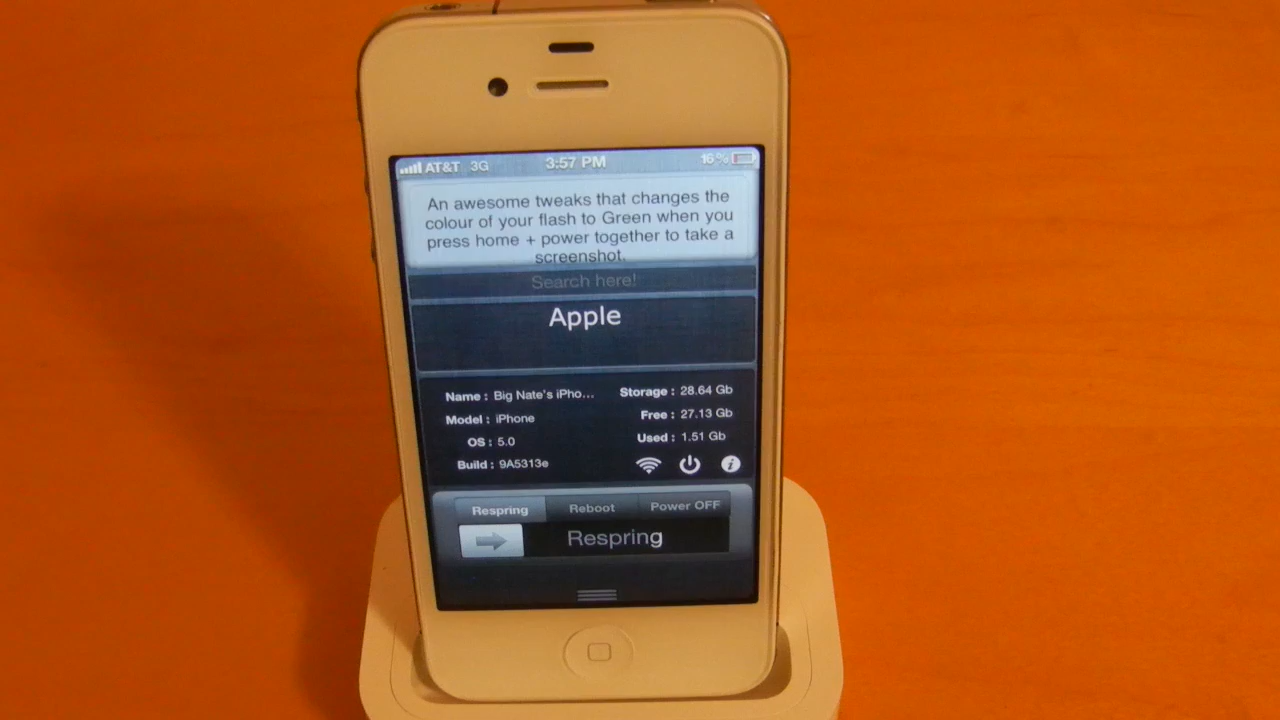 AT&T 3G 3:57 PM 16%
An awesome tweaks that changes the
colour of your flash to Green when you
press home + power together to take a
screenshot.
Search here!
Apple
Name : Big Nate's iPho... Storage : 28.64 Gb
Model : iPhone Free : 27.13 Gb
OS : 5.0 Used : 1.51 Gb
Build : 9A5313e
Respring Reboot Power OFF
Respring